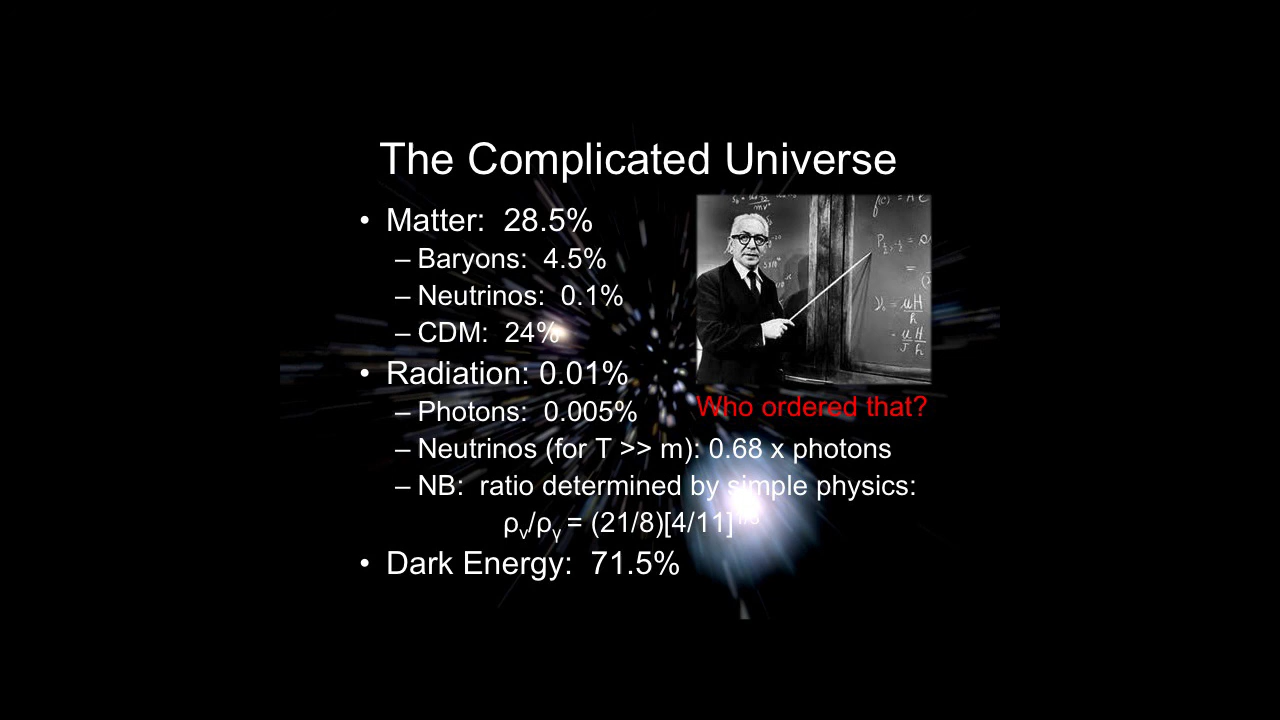 The Complicated Universe
• Matter: 28.5%
– Baryons: 4.5%
– Neutrinos: 0.1%
– CDM: 24%
• Radiation: 0.01%
– Photons: 0.005%
Who ordered that?
– Neutrinos (for T >> m): 0.68 x photons
– NB: ratio determined by simple physics:
ρν/ργ = (21/8)[4/11]
• Dark Energy: 71.5%